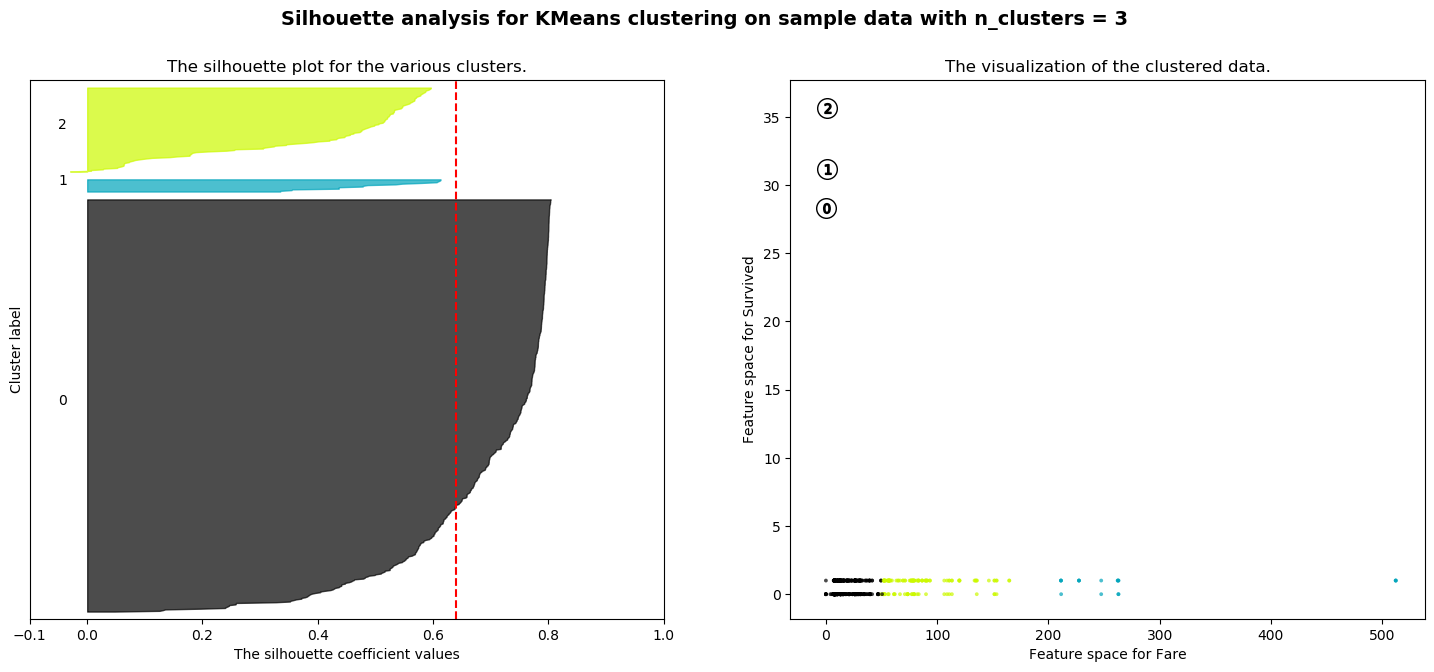 Silhouette analysis for KMeans clustering on sample data with n_clusters = 3
The silhouette plot for the various clusters.
2
1
0
Cluster label
−0.1 0.0 0.2 0.4 0.6 0.8 1.0
The silhouette coefficient values
The visualization of the clustered data.
2
1
0
35
30
25
20
15
10
5
0
Feature space for Survived
0 100 200 300 400 500
Feature space for Fare